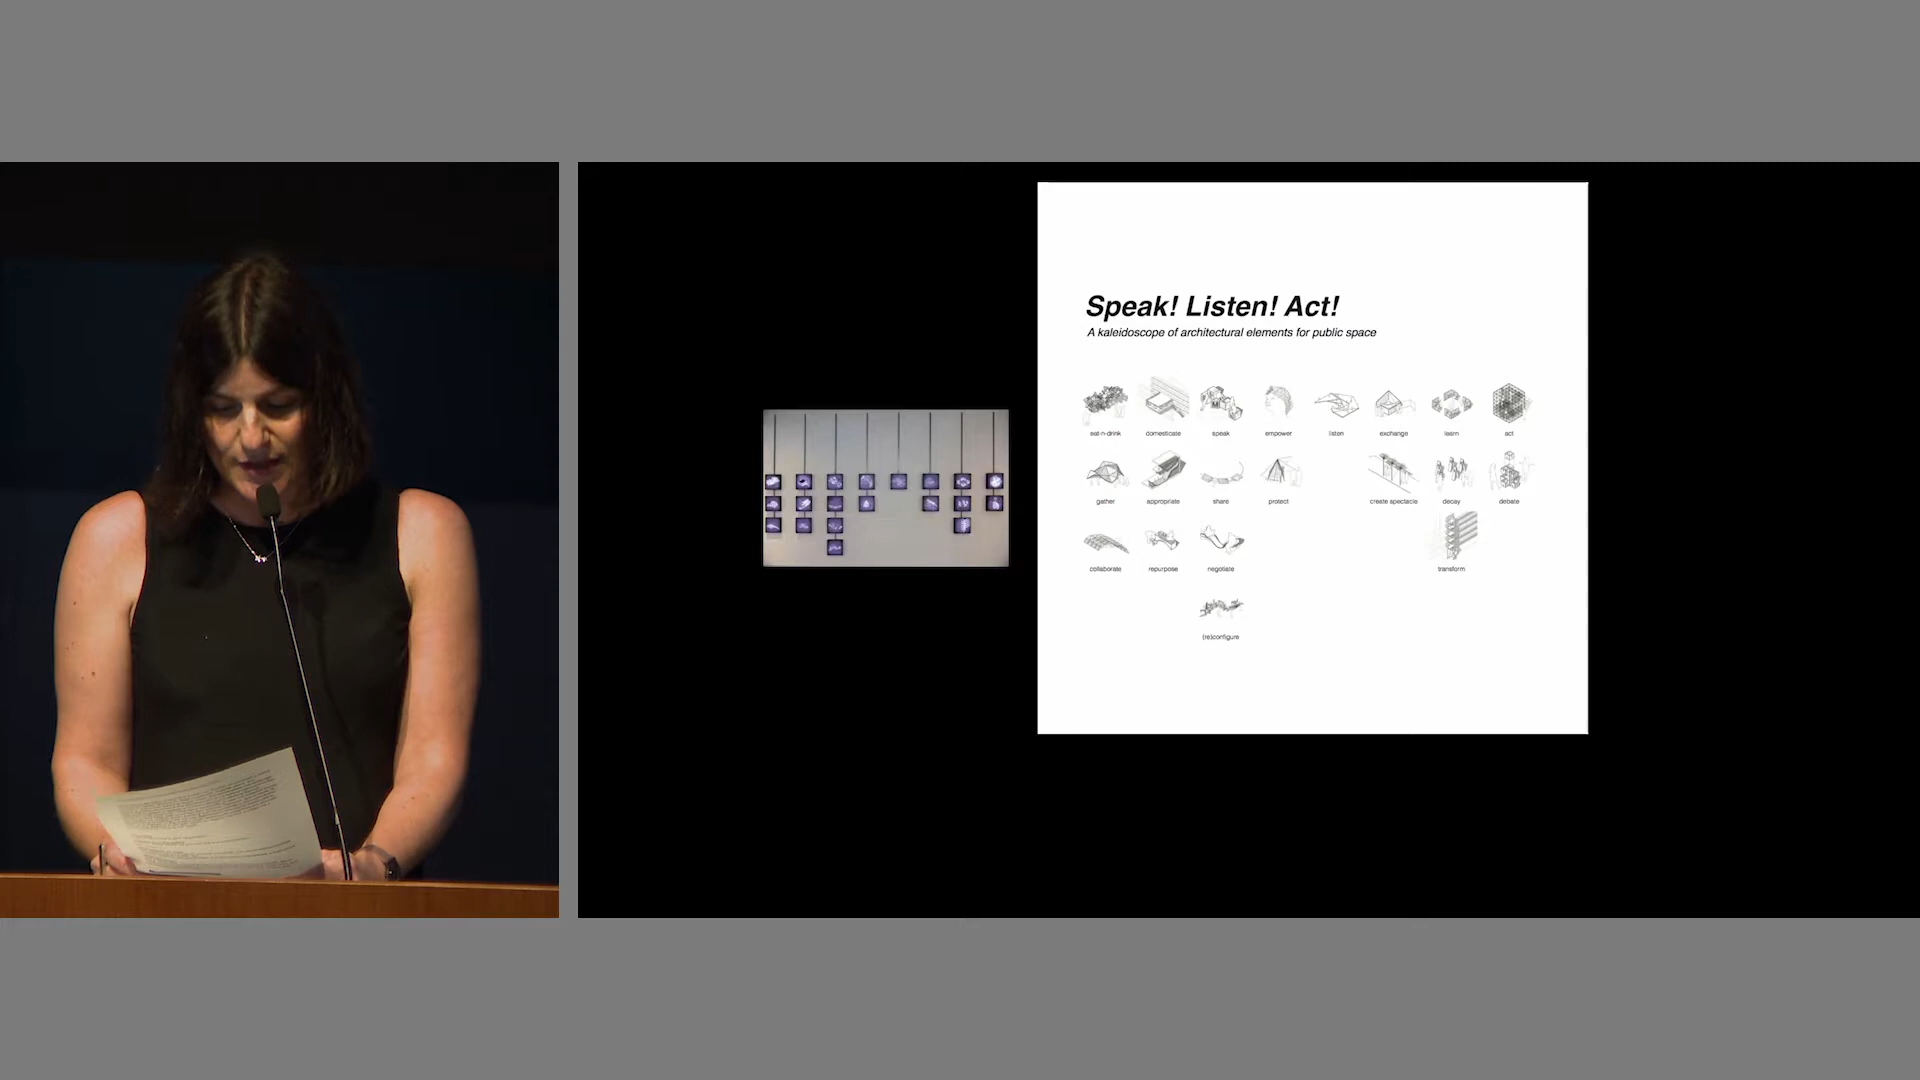 Speak! Listen! Act!
A kaleidoscope of architectural elements for public space
eat-n-drink domesticate speak empower listen exchange learn act
gather appropriate share protect create spectacle decay debate
collaborate repurpose negotiate transform
(re)configure